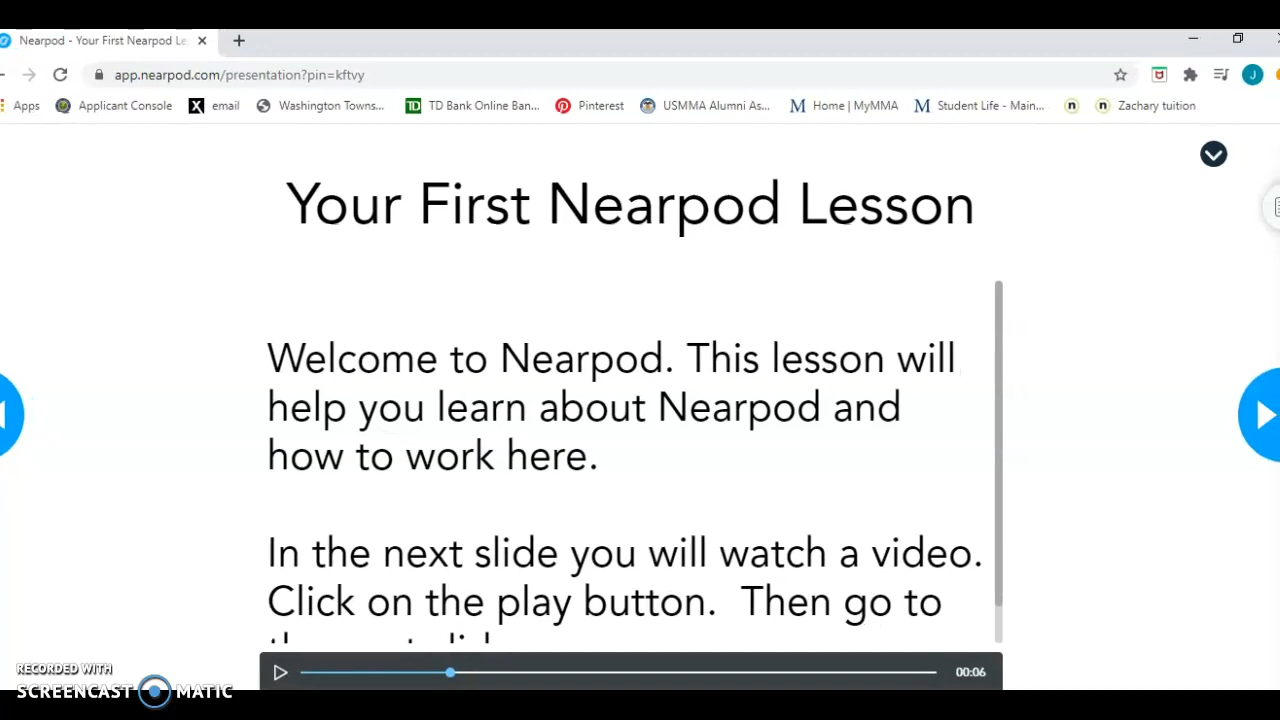 Nearpod - Your First Nearpod Le
app.nearpod.com/presentation?pin=kftvy
J
Apps Applicant Console X email Washington Towns... TD TD Bank Online Ban... Pinterest USMMA Alumni As... M Home | MyMMA M Student Life - Main... n n Zachary tuition
Your First Nearpod Lesson
Welcome to Nearpod. This lesson will
help you learn about Nearpod and
how to work here.
In the next slide you will watch a video.
Click on the play button. Then go to
00:06
RECORDED WITH
SCREENCAST MATIC